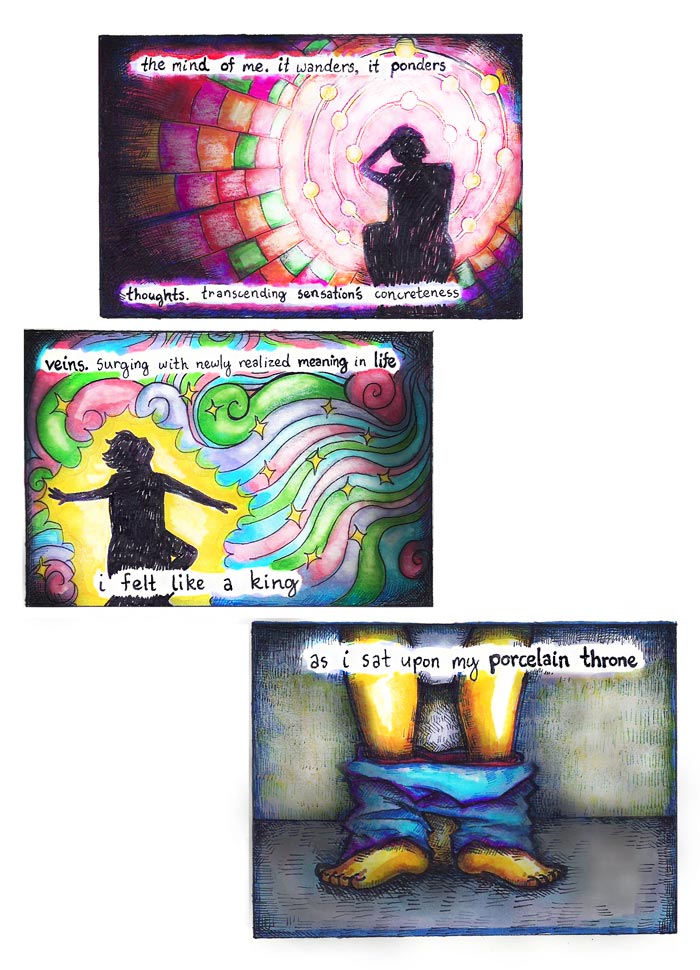 the mind of me. it wanders, it ponders
thoughts. transcending sensation's concreteness
veins. surging with newly realized meaning in life
i felt like a king
as i sat upon my porcelain throne